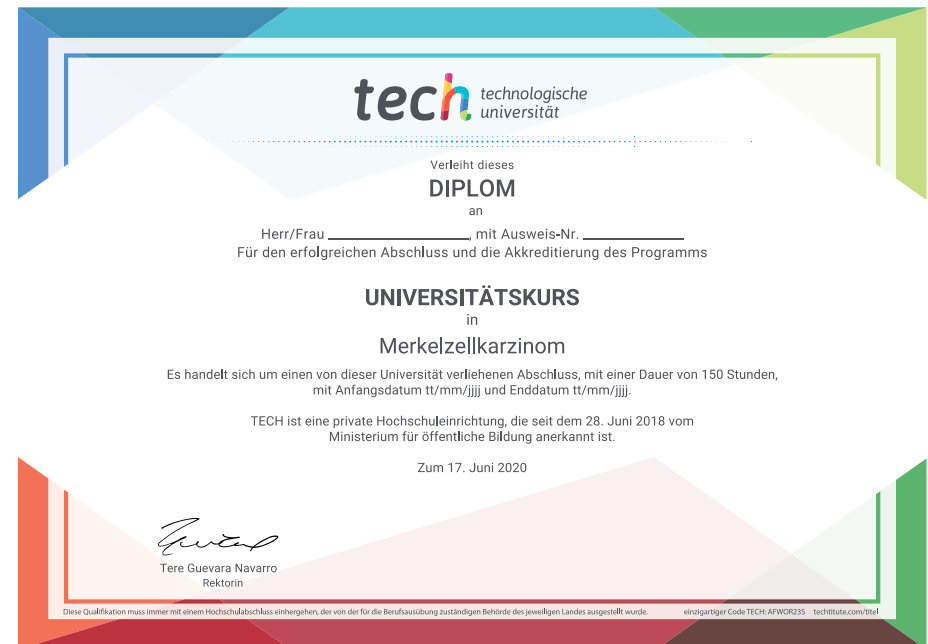 tech technologische
universität
Verleiht dieses
DIPLOM
an
Herr/Frau ____________________, mit Ausweis-Nr. ______________
Für den erfolgreichen Abschluss und die Akkreditierung des Programms
UNIVERSITÄTSKURS
in
Merkelzellkarzinom
Es handelt sich um einen von dieser Universität verliehenen Abschluss, mit einer Dauer von 150 Stunden,
mit Anfangsdatum tt/mm/jjjj und Enddatum tt/mm/jjjj.
TECH ist eine private Hochschuleinrichtung, die seit dem 28. Juni 2018 vom
Ministerium für öffentliche Bildung anerkannt ist.
Zum 17. Juni 2020
Tere Guevara Navarro
Rektorin
Diese Qualifikation muss immer mit einem Hochschulabschluss einhergehen, der von der für die Berufsausübung zuständigen Behörde des jeweiligen Landes ausgestellt wurde. einzigartiger Code TECH: AFWOR235 techtitute.com/titel